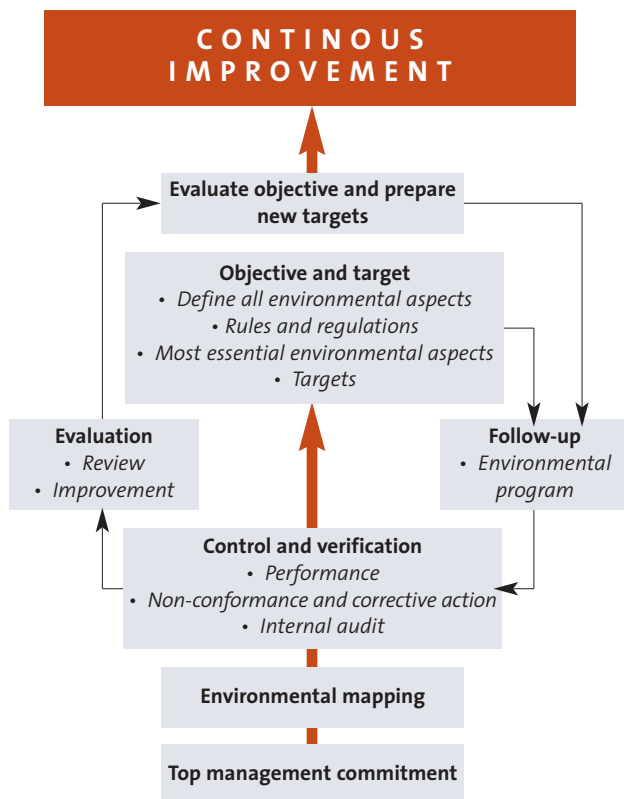 CONTINOUS
IMPROVEMENT
Evaluate objective and prepare
new targets
Objective and target
• Define all environmental aspects
• Rules and regulations
• Most essential environmental aspects
• Targets
Evaluation
• Review
• Improvement
Follow-up
• Environmental
program
Control and verification
• Performance
• Non-conformance and corrective action
• Internal audit
Environmental mapping
Top management commitment